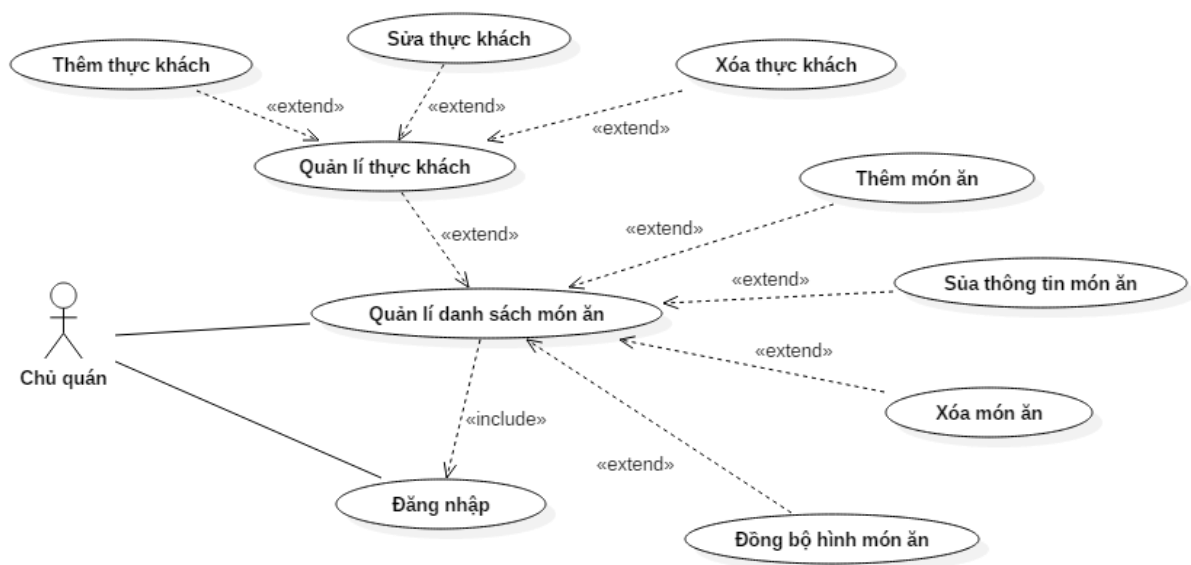 Sửa thực khách
Thêm thực khách
Xóa thực khách
«extend»
«extend»
«extend»
Quản lí thực khách
Thêm món ăn
«extend»
«extend»
Sủa thông tin món ăn
«extend»
Quản lí danh sách món ăn
«extend»
Chủ quán
Xóa món ăn
«include»
«extend»
Đăng nhập
Đồng bộ hình món ăn